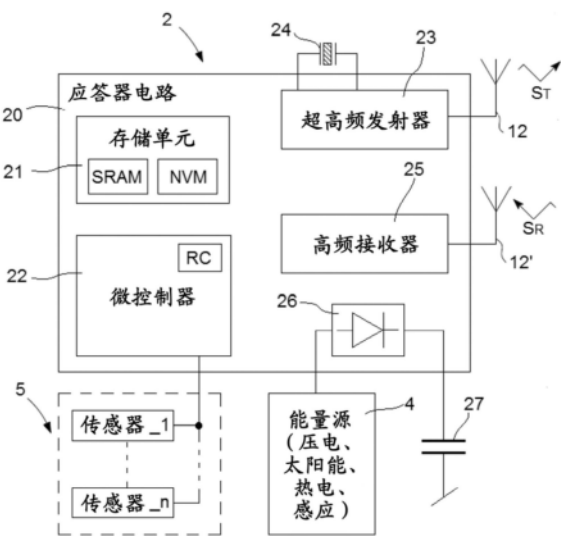 2
24
23
应答器电路
20
超高频发射器
S_T
12
存储单元
21
SRAM
NVM
25
高频接收器
S_R
12'
RC
22
微控制器
26
5
传感器_1
传感器_n
能量源
(压电、
太阳能、
热电、
感应)
4
27